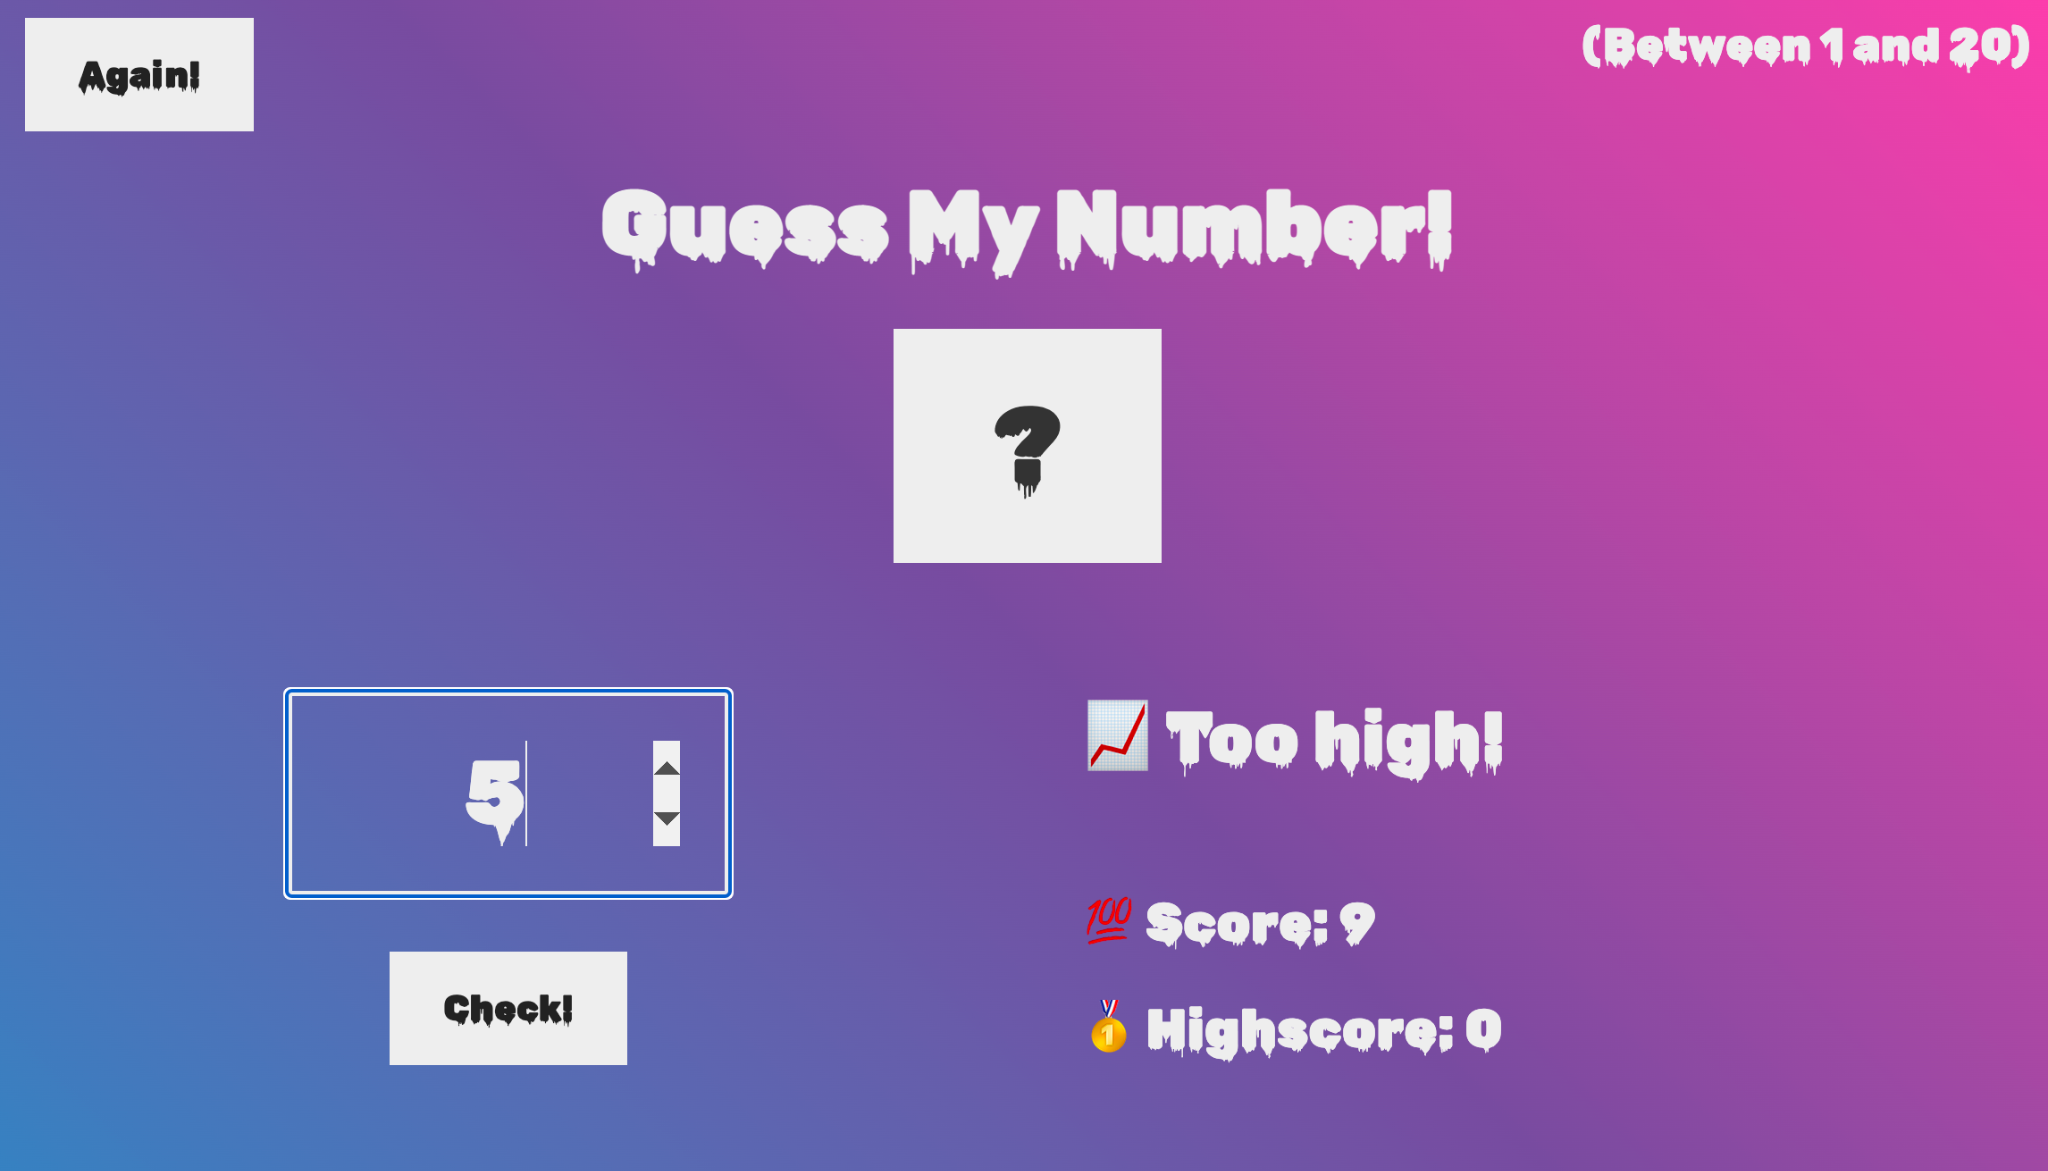 Again!
(Between 1 and 20)
Guess My Number!
?
5
📈 Too high!
💯 Score: 9
🥇 Highscore: 0
Check!